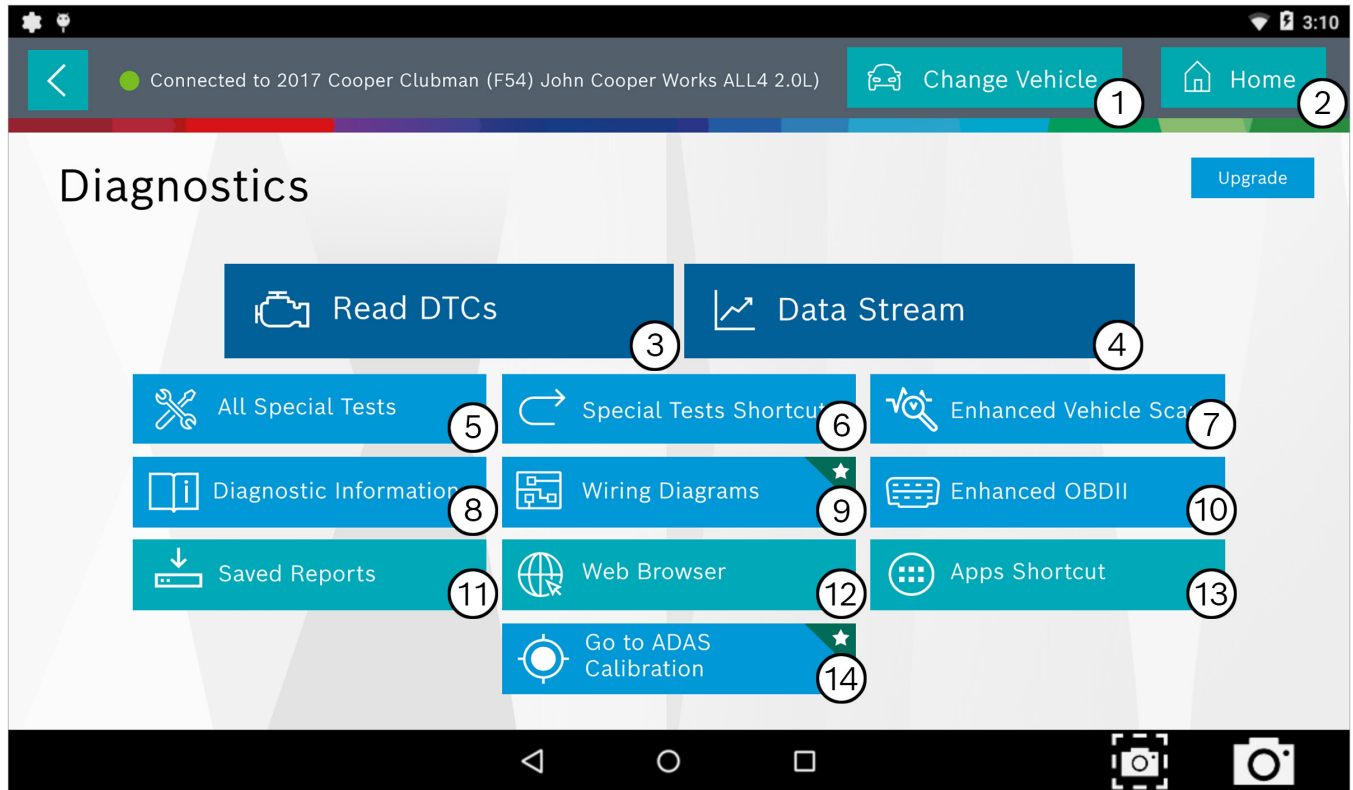 3:10
Connected to 2017 Cooper Clubman (F54) John Cooper Works ALL4 2.0L)
Change Vehicle
1
Home
2
Diagnostics
Upgrade
Read DTCs
3
Data Stream
4
All Special Tests
5
Special Tests Shortcut
6
Enhanced Vehicle Scan
7
Diagnostic Information
8
Wiring Diagrams
9
Enhanced OBDII
10
Saved Reports
11
Web Browser
12
Apps Shortcut
13
Go to ADAS
Calibration
14